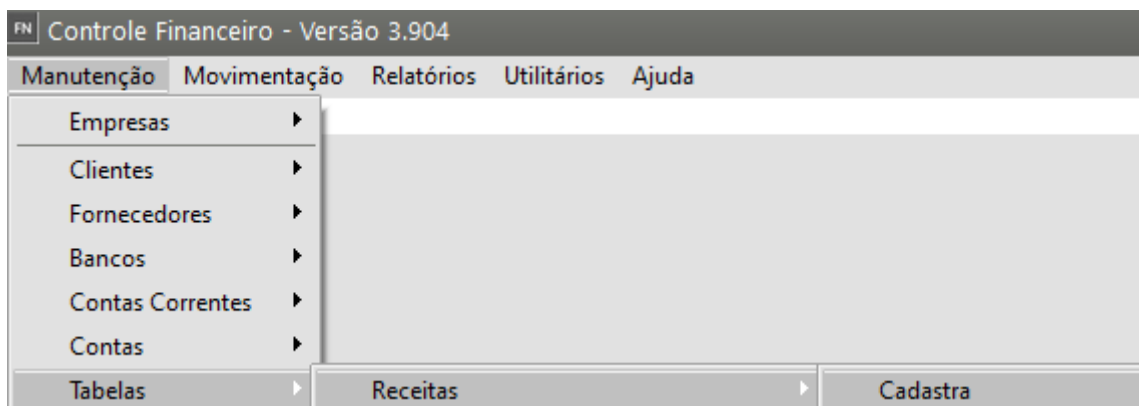 FN Controle Financeiro - Versão 3.904
Manutenção Movimentação Relatórios Utilitários Ajuda
Empresas
Clientes
Fornecedores
Bancos
Contas Correntes
Contas
Tabelas Receitas Cadastra